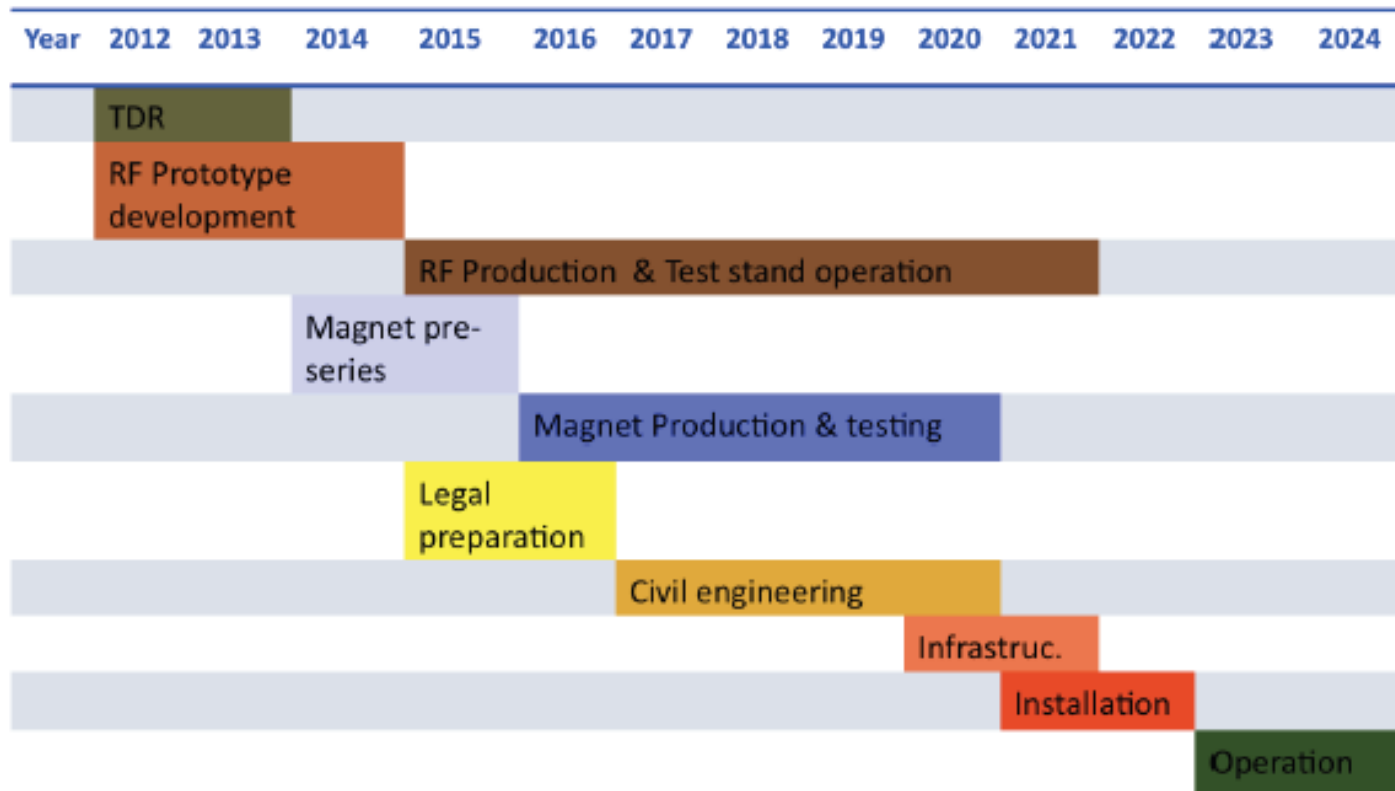 Year 2012 2013 2014 2015 2016 2017 2018 2019 2020 2021 2022 2023 2024
TDR
RF Prototype
development
RF Production & Test stand operation
Magnet pre-
series
Magnet Production & testing
Legal
preparation
Civil engineering
Infrastruc.
Installation
Operation